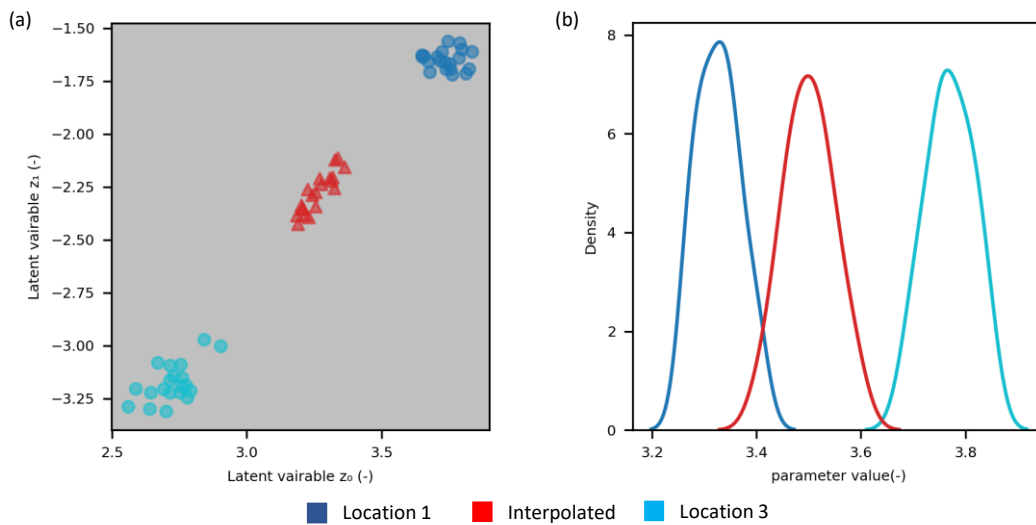 (a)
−1.50
−1.75
−2.00
−2.25
−2.50
−2.75
−3.00
−3.25
Latent vairable z₁ (-)
2.5 3.0 3.5
Latent vairable z₀ (-)
(b)
8
6
4
2
0
Density
3.2 3.4 3.6 3.8
parameter value(-)
Location 1 Interpolated Location 3